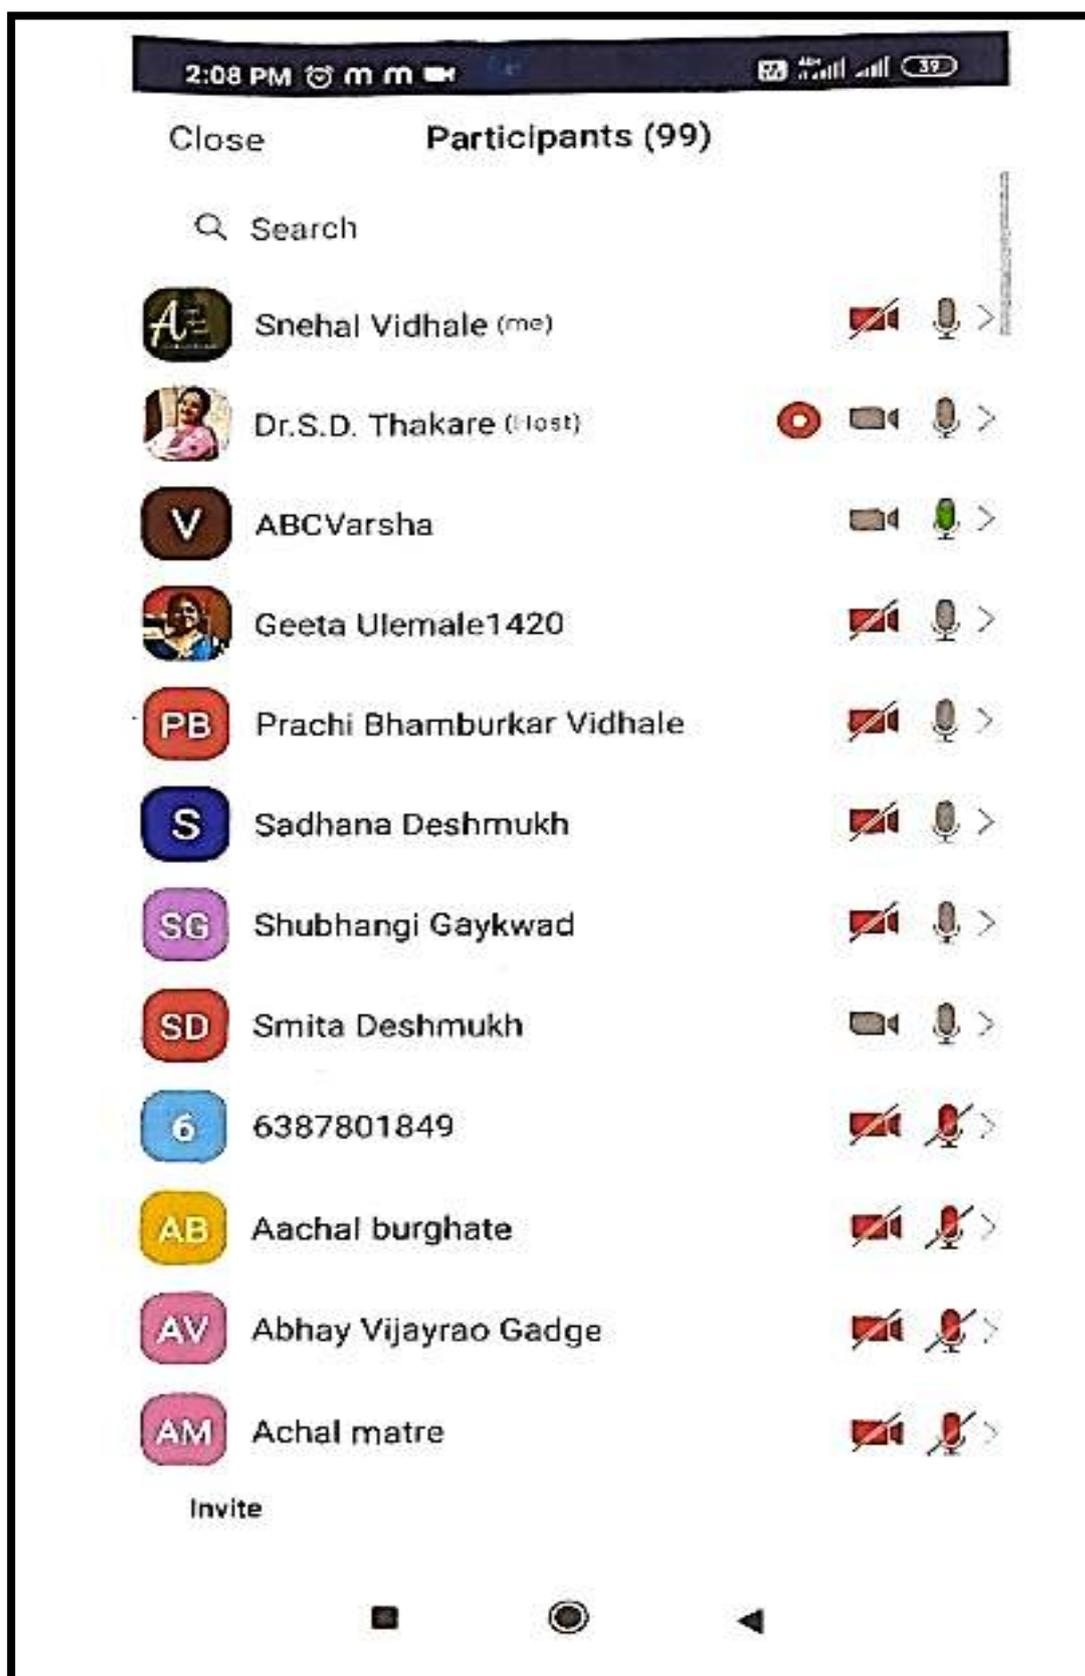 2:08 PM m m 39
Close Participants (99)
Search
A Snehal Vidhale (me)
Dr.S.D. Thakare (Host)
V ABCVarsha
Geeta Ulemale1420
PB Prachi Bhamburkar Vidhale
S Sadhana Deshmukh
SG Shubhangi Gaykwad
SD Smita Deshmukh
6 6387801849
AB Aachal burghate
AV Abhay Vijayrao Gadge
AM Achal matre
Invite